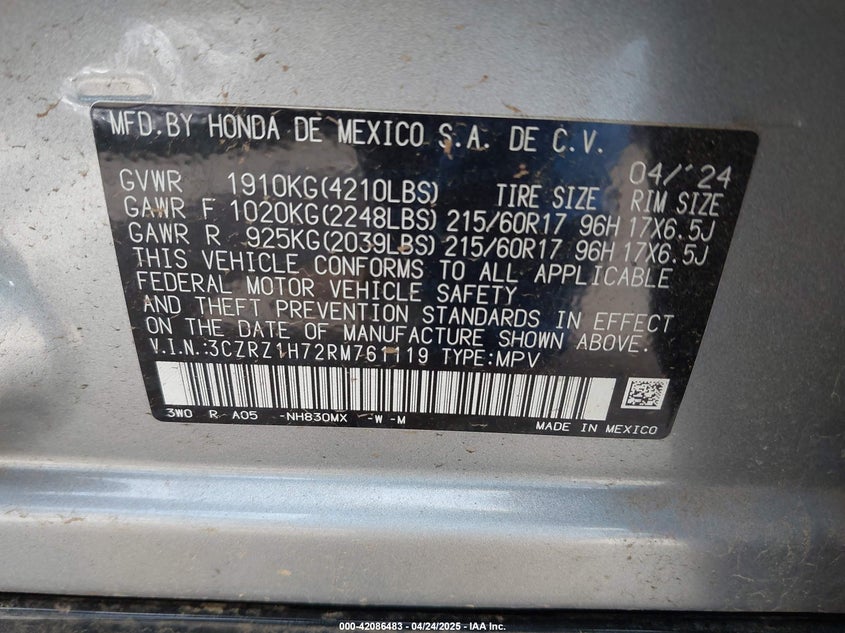 MFD.BY HONDA DE MEXICO S.A. DE C.V.
04/'24
GVWR 1910KG(4210LBS) TIRE SIZE RIM SIZE
GAWR F 1020KG(2248LBS) 215/60R17 96H 17X6.5J
GAWR R 925KG(2039LBS) 215/60R17 96H 17X6.5J
THIS VEHICLE CONFORMS TO ALL APPLICABLE
FEDERAL MOTOR VEHICLE SAFETY
AND THEFT PREVENTION STANDARDS IN EFFECT
ON THE DATE OF MANUFACTURE SHOWN ABOVE.
V.I.N.:3CZRZ1H72RM761119 TYPE:MPV
3W0 R A05 -NH830MX -W -M
MADE IN MEXICO
000-42086483 - 04/24/2025 - IAA Inc.